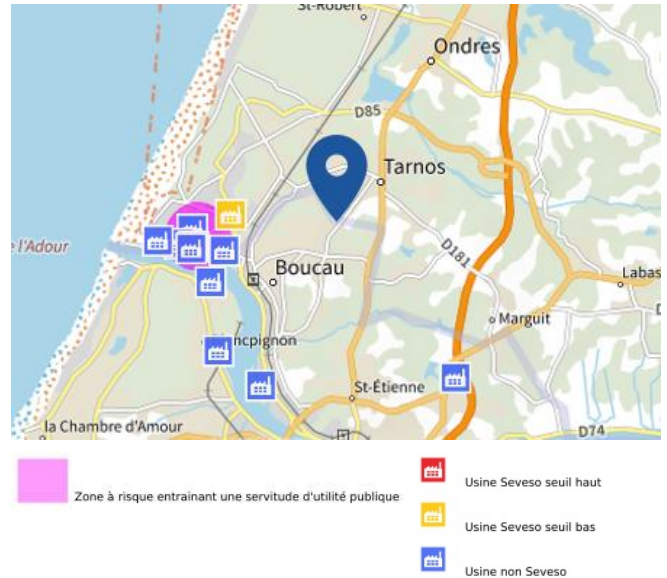 St-Robert
Ondres
D85
Tarnos
e l'Adour
D181
Boucau
Labas
Marguit
ncpignon
St-Étienne
la Chambre d'Amour
D74
Zone à risque entrainant une servitude d'utilité publique
Usine Seveso seuil haut
Usine Seveso seuil bas
Usine non Seveso